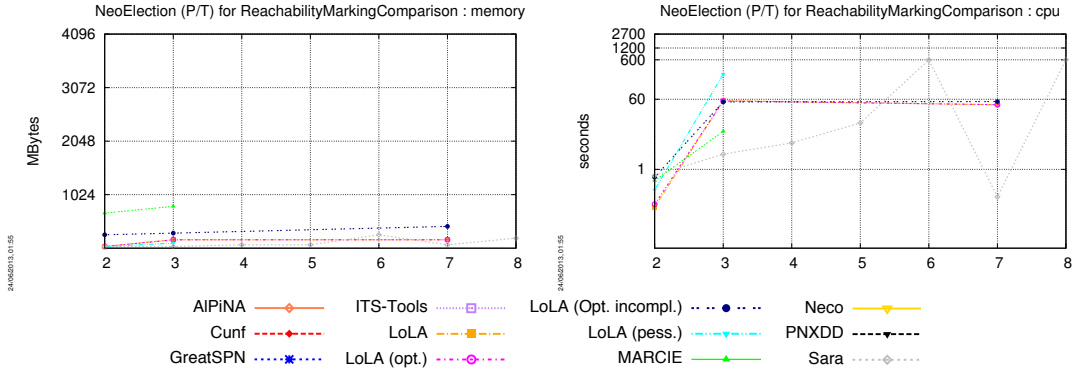 NeoElection (P/T) for ReachabilityMarkingComparison : memory
4096
3072
2048
1024
MBytes
2 3 4 5 6 7 8
24/06/2013, 01:55
NeoElection (P/T) for ReachabilityMarkingComparison : cpu
2700
1200
600
60
1
seconds
2 3 4 5 6 7 8
24/06/2013, 01:55
AlPiNA
Cunf
GreatSPN
ITS-Tools
LoLA
LoLA (opt.)
LoLA (Opt. incompl.)
LoLA (pess.)
MARCIE
Neco
PNXDD
Sara